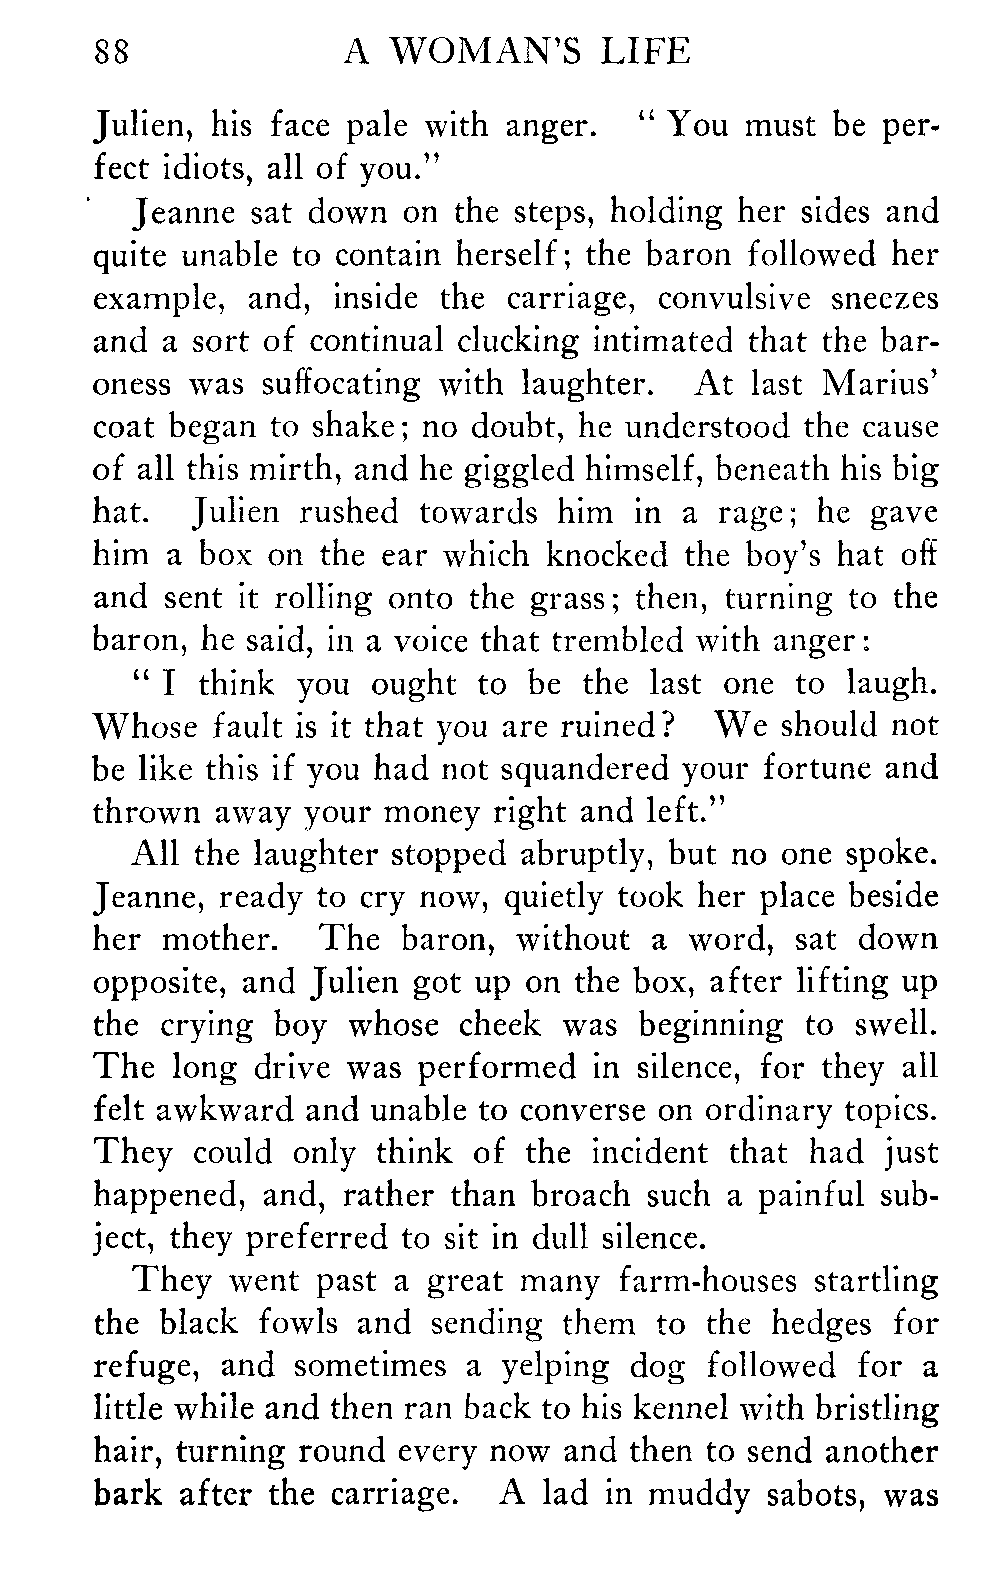 88 A WOMAN'S LIFE
Julien, his face pale with anger. “ You must be per-
fect idiots, all of you.”
Jeanne sat down on the steps, holding her sides and
quite unable to contain herself; the baron followed her
example, and, inside the carriage, convulsive sneezes
and a sort of continual clucking intimated that the bar-
oness was suffocating with laughter. At last Marius'
coat began to shake; no doubt, he understood the cause
of all this mirth, and he giggled himself, beneath his big
hat. Julien rushed towards him in a rage; he gave
him a box on the ear which knocked the boy's hat off
and sent it rolling onto the grass; then, turning to the
baron, he said, in a voice that trembled with anger:
“ I think you ought to be the last one to laugh.
Whose fault is it that you are ruined? We should not
be like this if you had not squandered your fortune and
thrown away your money right and left.”
All the laughter stopped abruptly, but no one spoke.
Jeanne, ready to cry now, quietly took her place beside
her mother. The baron, without a word, sat down
opposite, and Julien got up on the box, after lifting up
the crying boy whose cheek was beginning to swell.
The long drive was performed in silence, for they all
felt awkward and unable to converse on ordinary topics.
They could only think of the incident that had just
happened, and, rather than broach such a painful sub-
ject, they preferred to sit in dull silence.
They went past a great many farm-houses startling
the black fowls and sending them to the hedges for
refuge, and sometimes a yelping dog followed for a
little while and then ran back to his kennel with bristling
hair, turning round every now and then to send another
bark after the carriage. A lad in muddy sabots, was